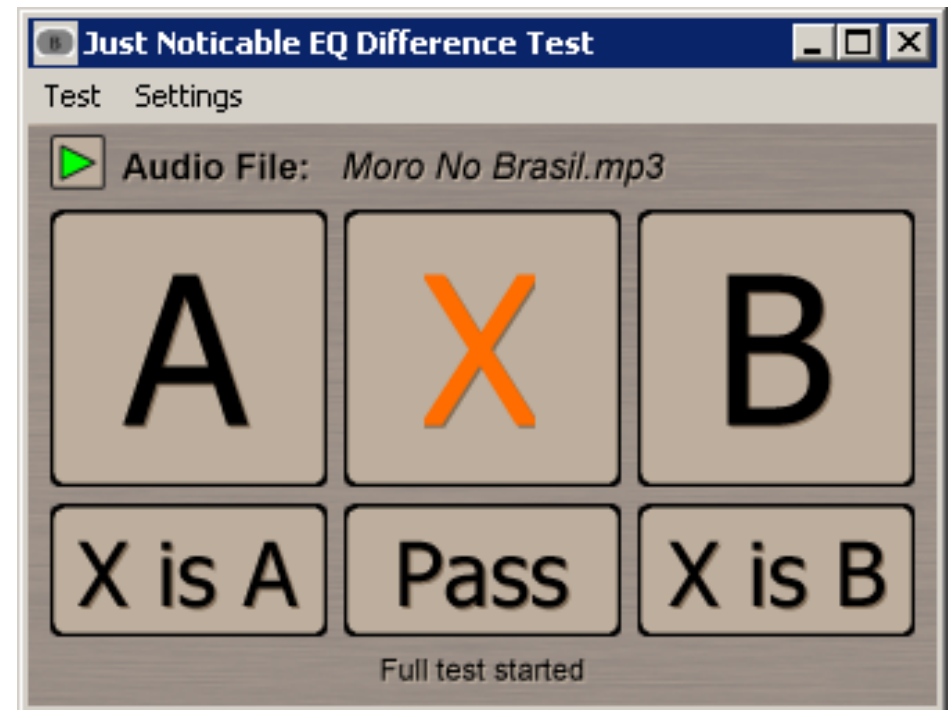 Just Noticable EQ Difference Test
Test Settings
Audio File: Moro No Brasil.mp3
A X B
X is A Pass X is B
Full test started